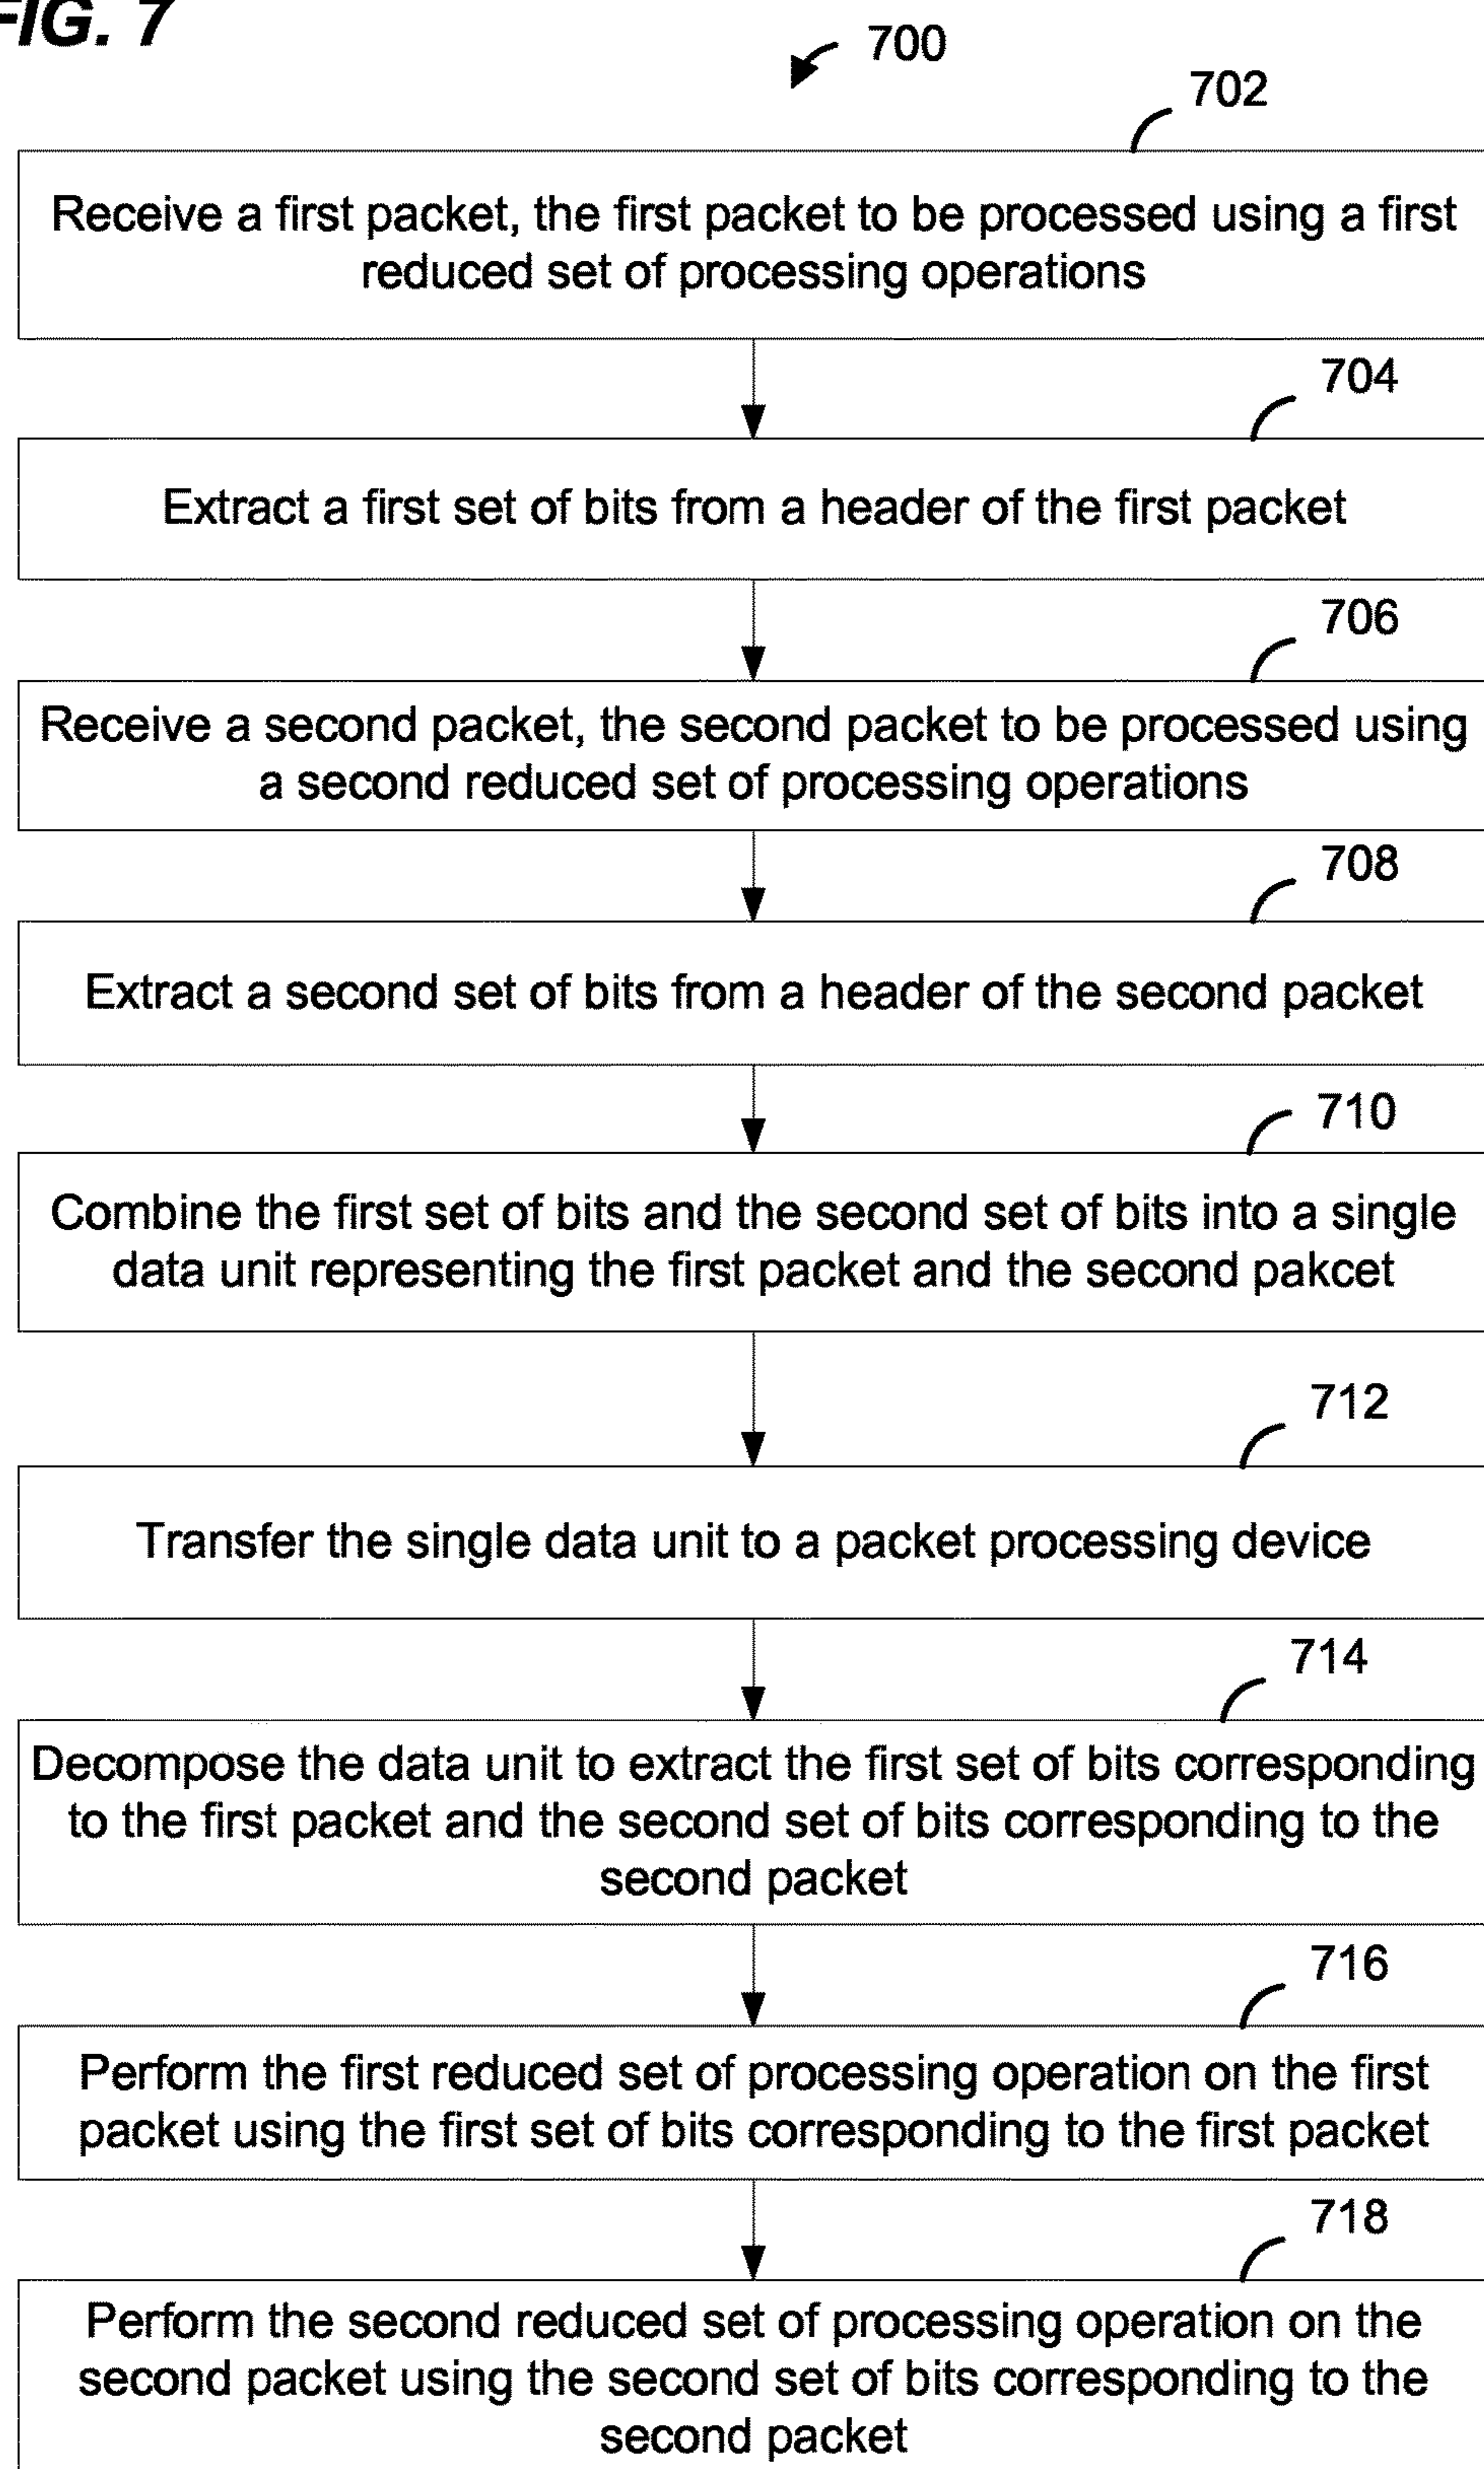 FIG. 7
700
702
Receive a first packet, the first packet to be processed using a first
reduced set of processing operations
704
Extract a first set of bits from a header of the first packet
706
Receive a second packet, the second packet to be processed using
a second reduced set of processing operations
708
Extract a second set of bits from a header of the second packet
710
Combine the first set of bits and the second set of bits into a single
data unit representing the first packet and the second pakcet
712
Transfer the single data unit to a packet processing device
714
Decompose the data unit to extract the first set of bits corresponding
to the first packet and the second set of bits corresponding to the
second packet
716
Perform the first reduced set of processing operation on the first
packet using the first set of bits corresponding to the first packet
718
Perform the second reduced set of processing operation on the
second packet using the second set of bits corresponding to the
second packet